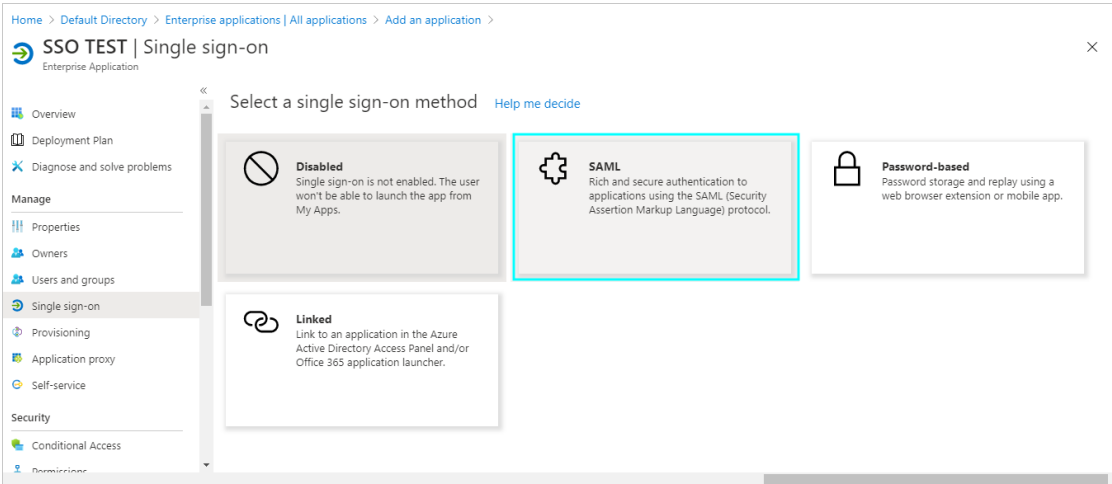 Home > Default Directory > Enterprise applications | All applications > Add an application >
SSO TEST | Single sign-on
Enterprise Application
Overview
Deployment Plan
Diagnose and solve problems
Manage
Properties
Owners
Users and groups
Single sign-on
Provisioning
Application proxy
Self-service
Security
Conditional Access
Permissions
Select a single sign-on method Help me decide
Disabled
Single sign-on is not enabled. The user
won't be able to launch the app from
My Apps.
SAML
Rich and secure authentication to
applications using the SAML (Security
Assertion Markup Language) protocol.
Password-based
Password storage and replay using a
web browser extension or mobile app.
Linked
Link to an application in the Azure
Active Directory Access Panel and/or
Office 365 application launcher.